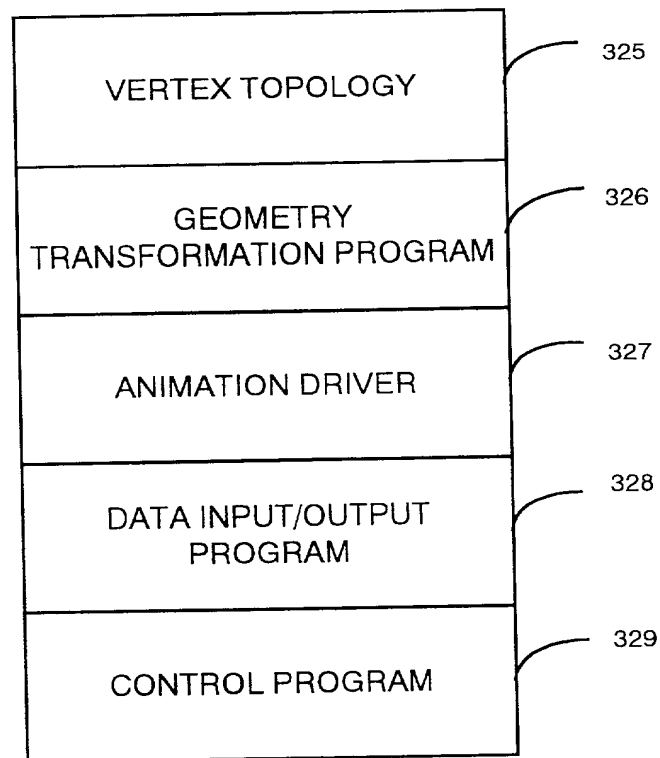 VERTEX TOPOLOGY
325
GEOMETRY
TRANSFORMATION PROGRAM
326
ANIMATION DRIVER
327
DATA INPUT/OUTPUT
PROGRAM
328
CONTROL PROGRAM
329